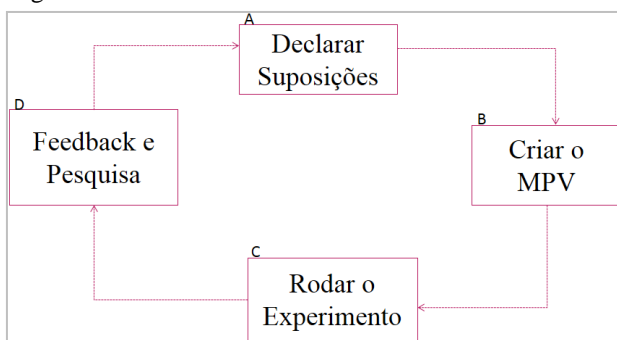 A
Declarar
Suposições
B
Criar o
MPV
C
Rodar o
Experimento
D
Feedback e
Pesquisa